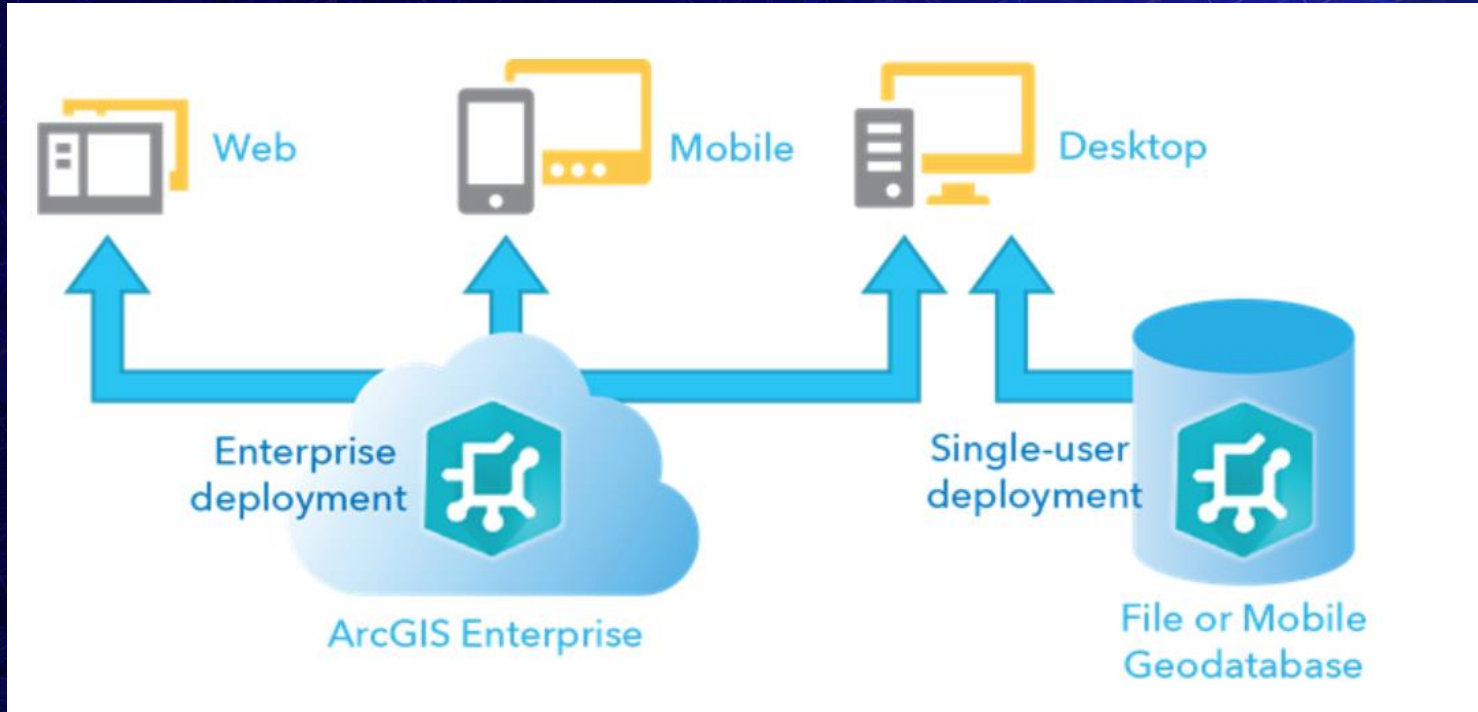 Web
Mobile
Desktop
Enterprise
deployment
Single-user
deployment
ArcGIS Enterprise
File or Mobile
Geodatabase